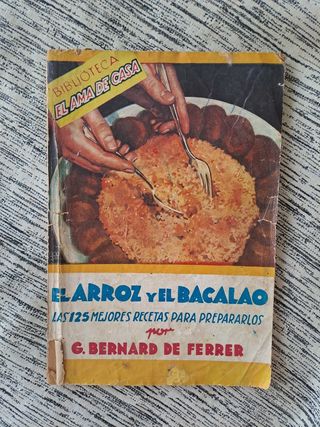 BIBLIOTECA
EL AMA DE CASA
EL ARROZ Y EL BACALAO
LAS 125 MEJORES RECETAS PARA PREPARARLOS
por
G. BERNARD DE FERRER